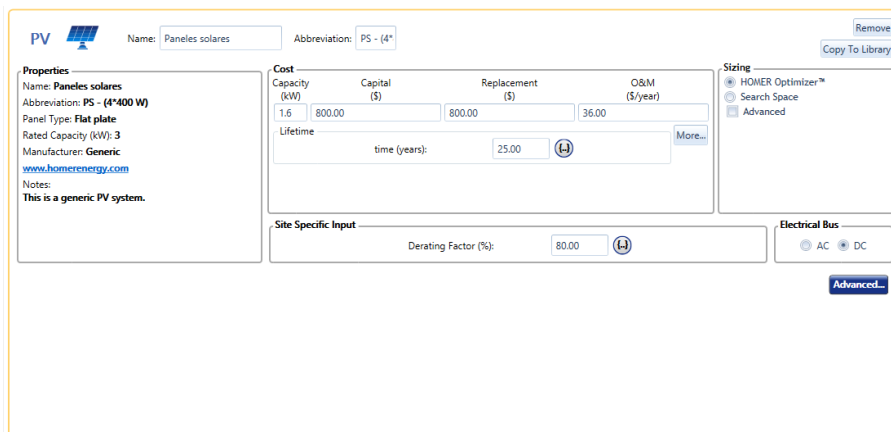 PV
Name: Paneles solares
Abbreviation: PS - (4*
Remove
Copy To Library
Properties
Name: Paneles solares
Abbreviation: PS - (4*400 W)
Panel Type: Flat plate
Rated Capacity (kW): 3
Manufacturer: Generic
www.homerenergy.com
Notes:
This is a generic PV system.
Cost
Capacity (kW) Capital ($) Replacement ($) O&M ($/year)
1.6 800.00 800.00 36.00
Lifetime
time (years): 25.00 {..}
More...
Sizing
HOMER Optimizer™
Search Space
Advanced
Site Specific Input
Derating Factor (%): 80.00 {..}
Electrical Bus
AC DC
Advanced...